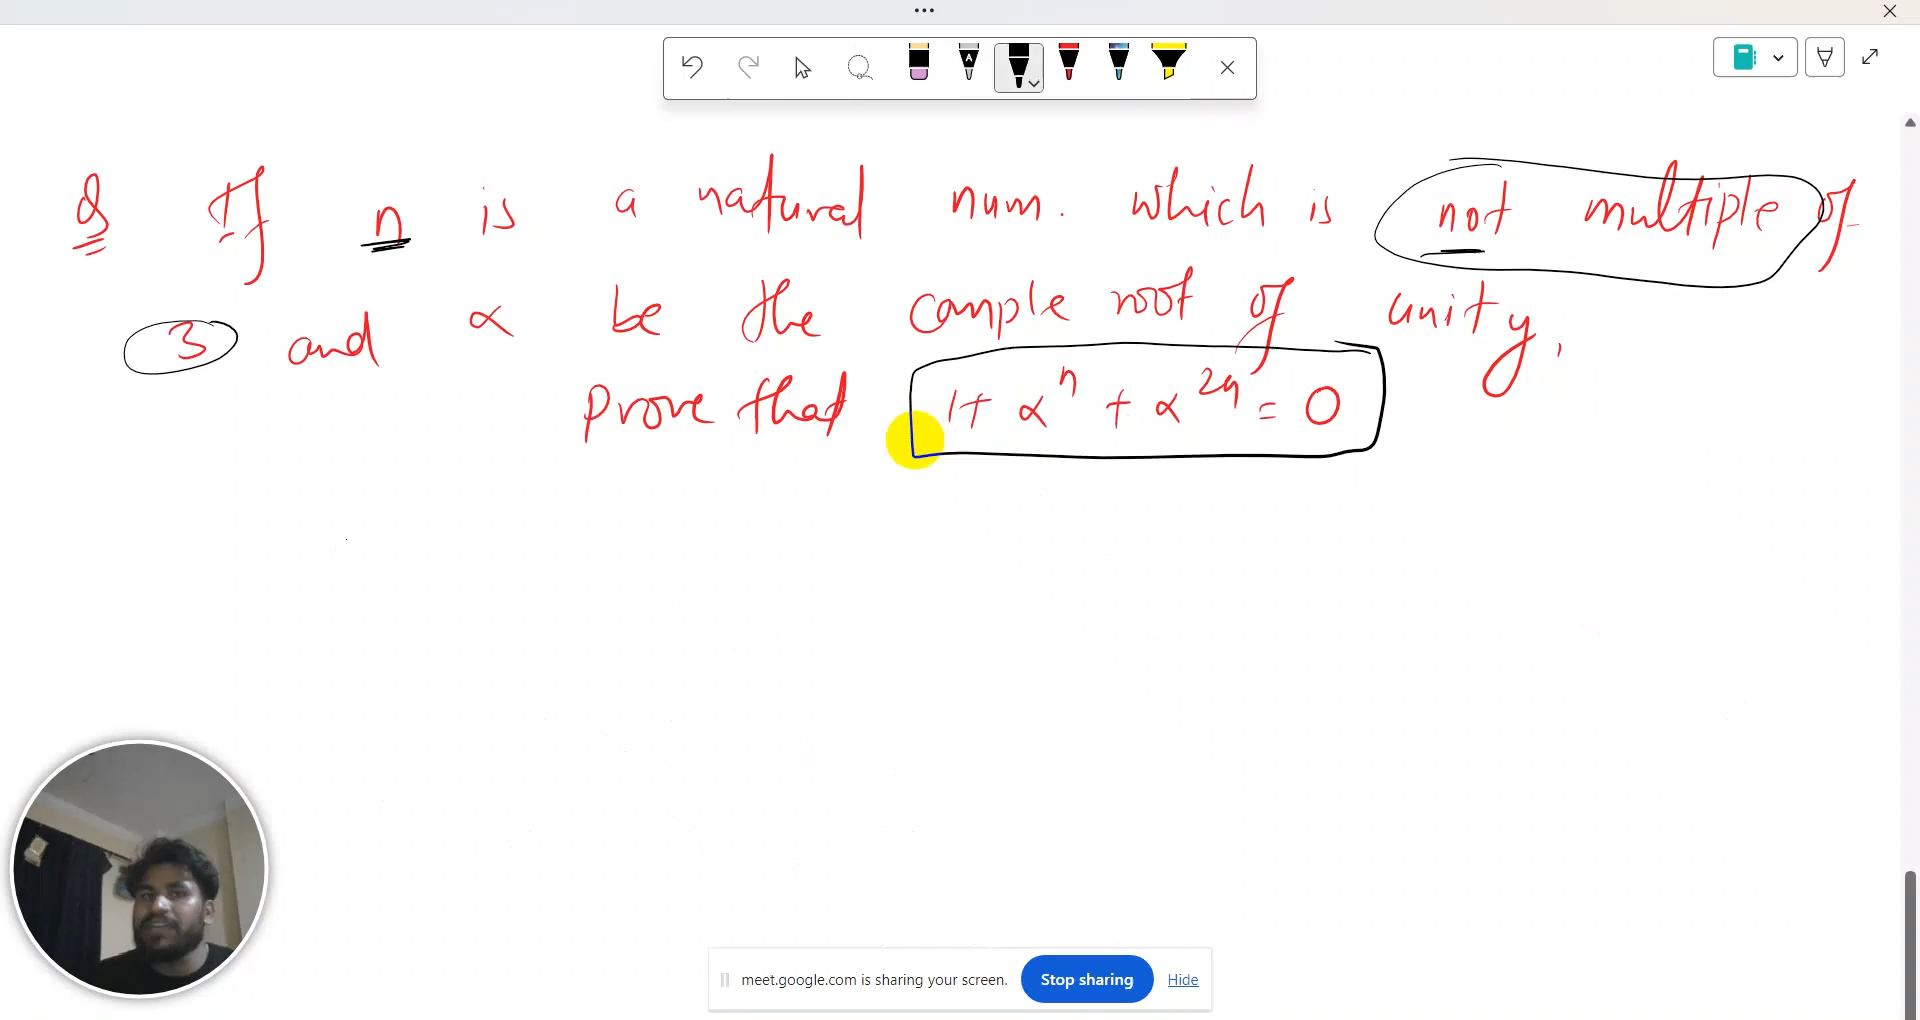 Q If n is a natural num. which is not multiple of
3 and α be the comple root of unity,
prove that 1+ α^n + α^2n = 0
meet.google.com is sharing your screen. Stop sharing Hide